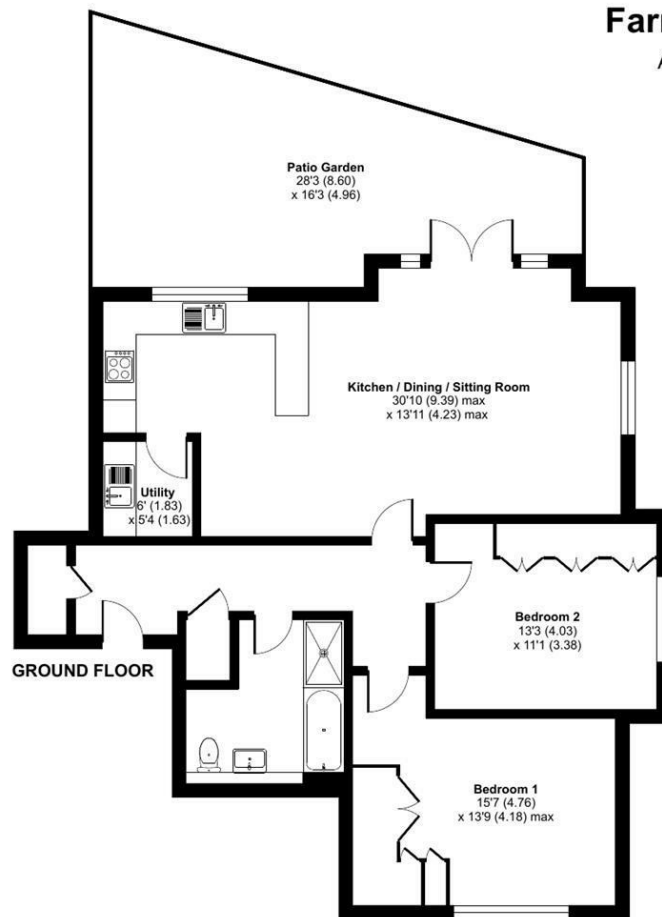 Patio Garden
28'3 (8.60)
x 16'3 (4.96)
Kitchen / Dining / Sitting Room
30'10 (9.39) max
x 13'11 (4.23) max
Utility
6' (1.83)
x 5'4 (1.63)
Bedroom 2
13'3 (4.03)
x 11'1 (3.38)
GROUND FLOOR
Bedroom 1
15'7 (4.76)
x 13'9 (4.18) max